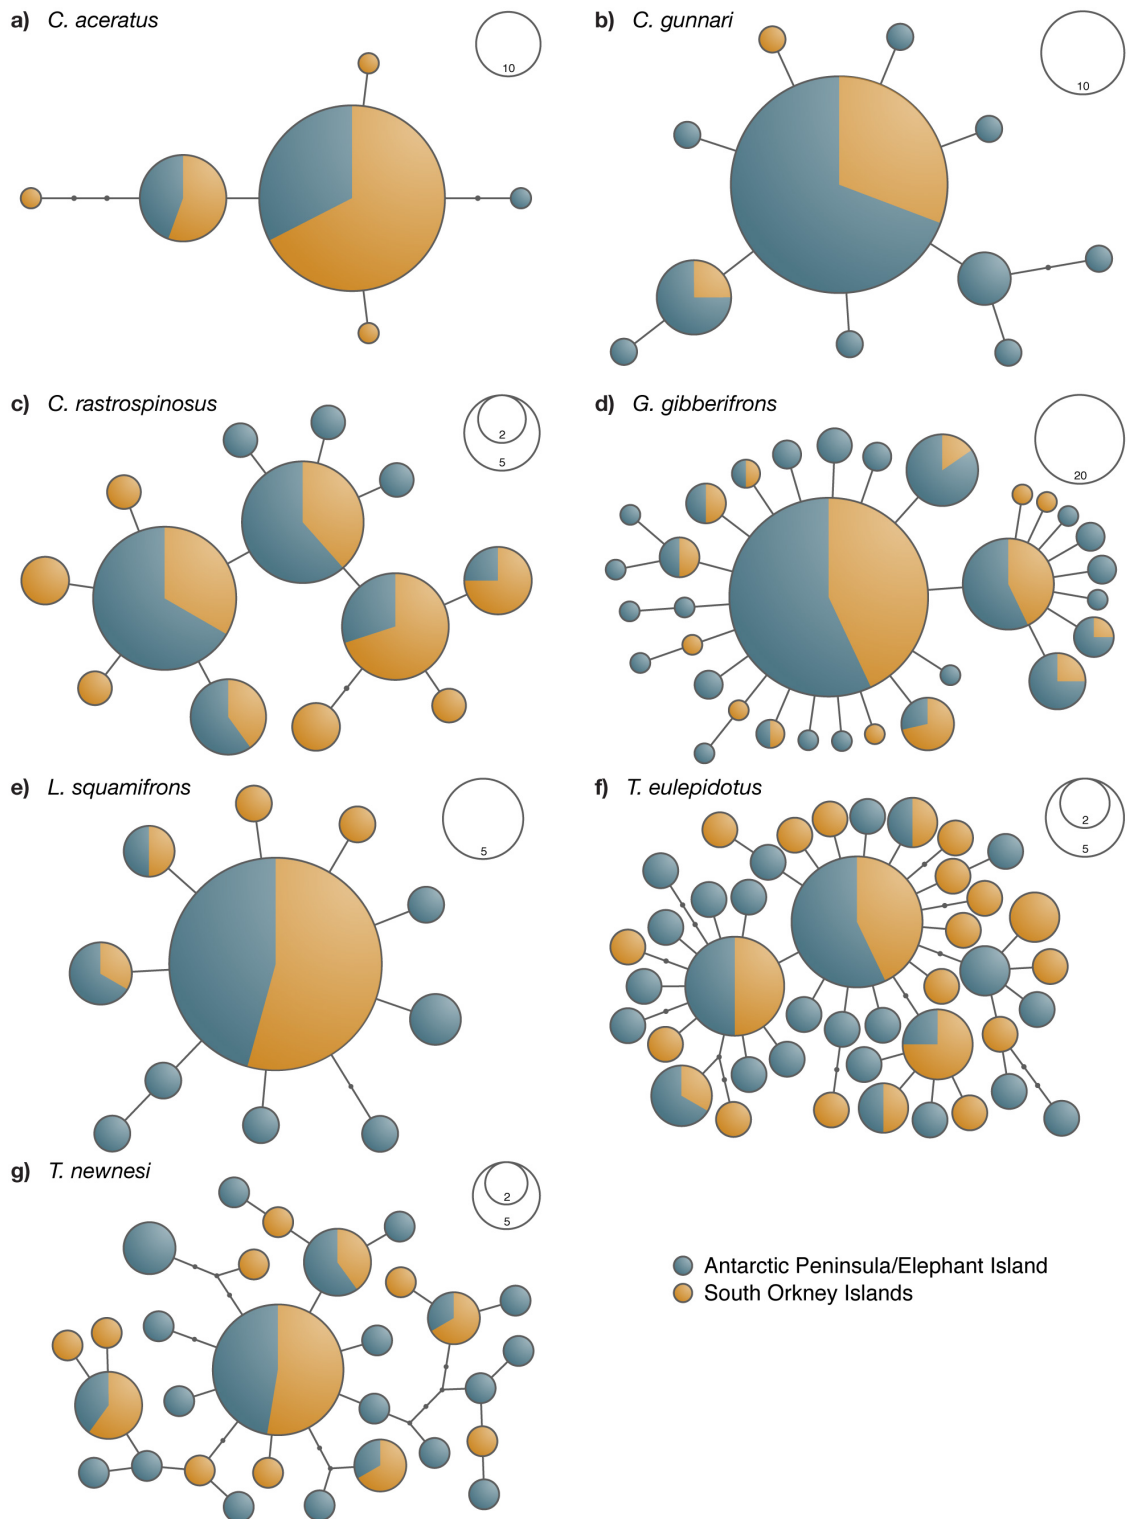 a) C. aceratus
10
b) C. gunnari
10
c) C. rastrospinosus
2
5
d) G. gibberifrons
20
e) L. squamifrons
5
f) T. eulepidotus
2
5
g) T. newnesi
2
5
Antarctic Peninsula/Elephant Island
South Orkney Islands